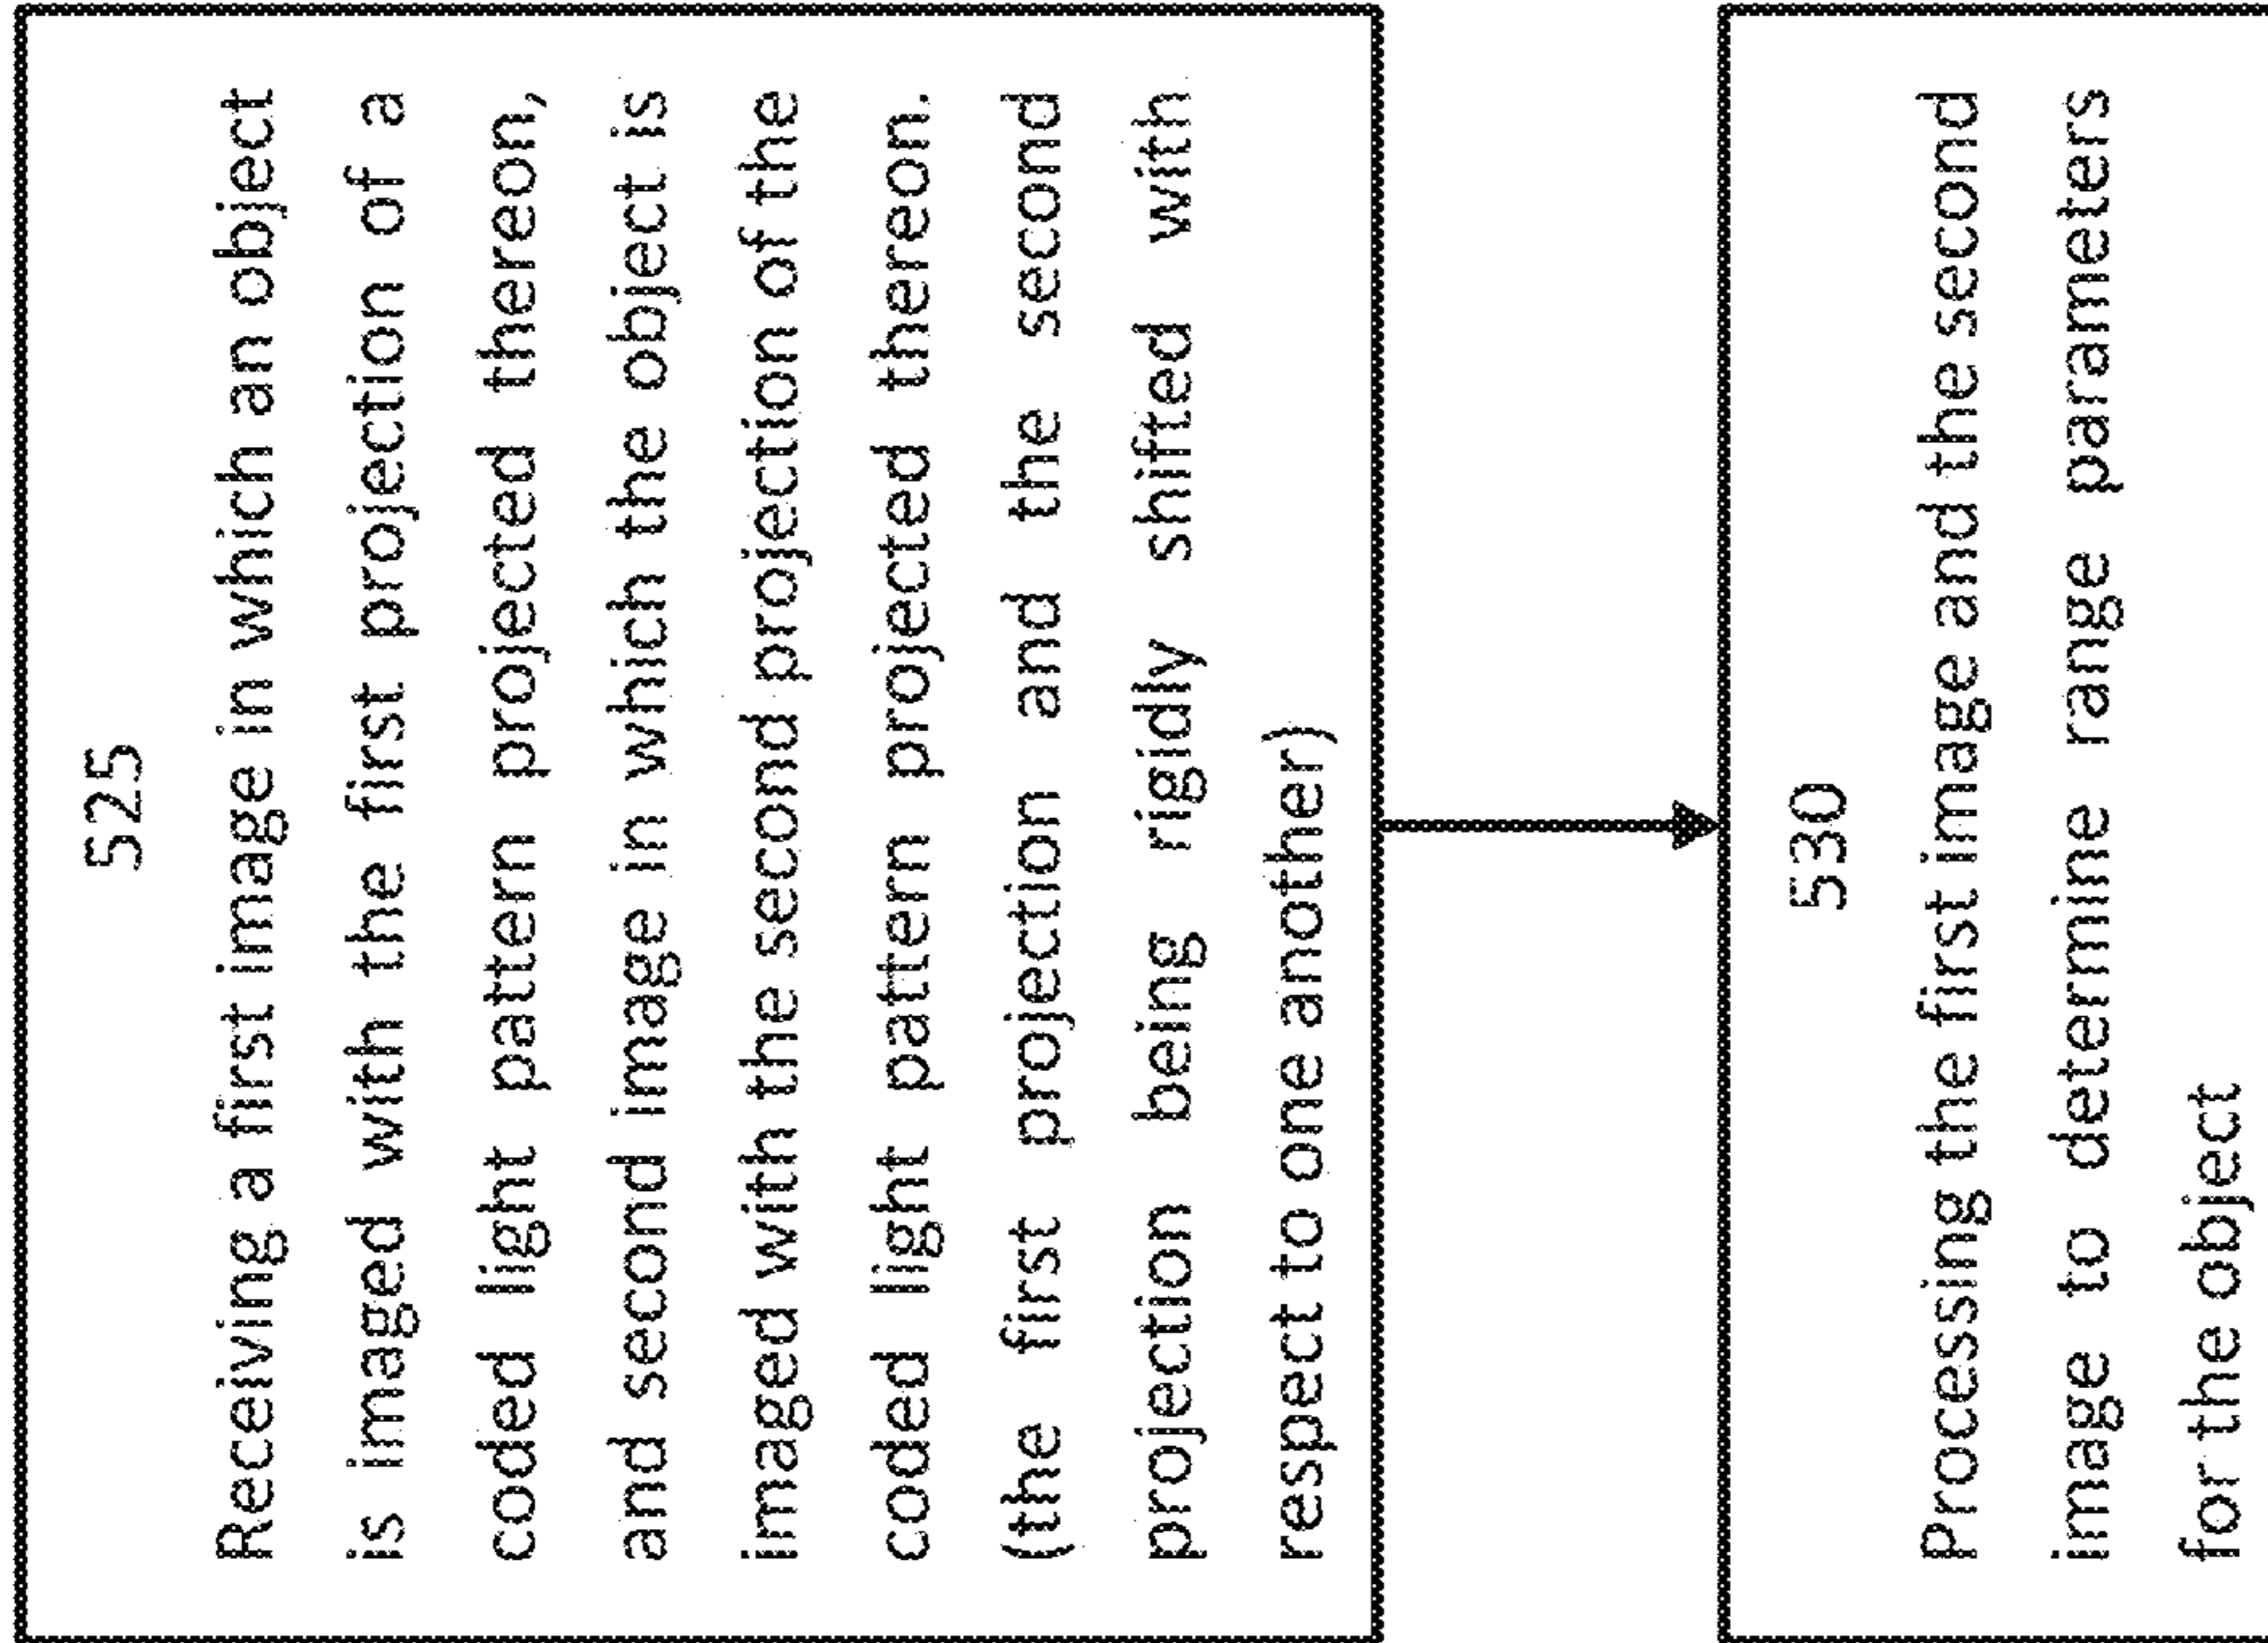 525
Receiving a first image in which an object
is imaged with the first projection of a
coded light pattern projected thereon,
and second image in which the object is
imaged with the second projection of the
coded light pattern projected thereon.
(the first projection and the second
projection being rigidly shifted with
respect to one another)
530
Processing the first image and the second
image to determine range parameters
for the object